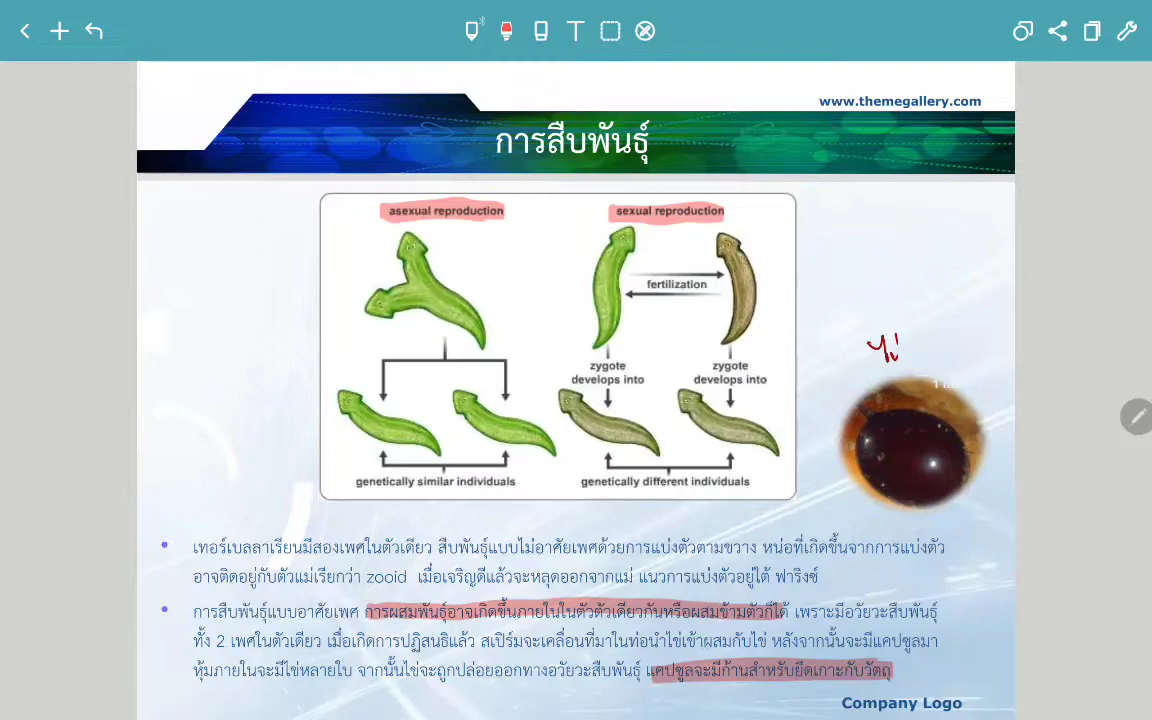 www.themegallery.com
การสืบพันธุ์
asexual reproduction
sexual reproduction
fertilization
zygote
develops into
zygote
develops into
genetically similar individuals
genetically different individuals
เทอร์เบลลาเรียนมีสองเพศในตัวเดียว สืบพันธุ์แบบไม่อาศัยเพศด้วยการแบ่งตัวตามขวาง หน่อที่เกิดขึ้นจากการแบ่งตัว
อาจติดอยู่กับตัวแม่เรียกว่า zooid เมื่อเจริญดีแล้วจะหลุดออกจากแม่ แนวการแบ่งตัวอยู่ใต้ ฟาริงซ์
การสืบพันธุ์แบบอาศัยเพศ การผสมพันธุ์อาจเกิดขึ้นภายในในตัวตัวเดียวกันหรือผสมข้ามตัวก็ได้ เพราะมีอวัยวะสืบพันธุ์
ทั้ง 2 เพศในตัวเดียว เมื่อเกิดการปฏิสนธิแล้ว สเปิร์มจะเคลื่อนที่มาในท่อนำไข่เข้าผสมกับไข่ หลังจากนั้นจะมีแคปซูลมา
หุ้มภายในจะมีไข่หลายใบ จากนั้นไข่จะถูกปล่อยออกทางอวัยวะสืบพันธุ์ แคปซูลจะมีก้านสำหรับยึดเกาะกับวัตถุ
Company Logo